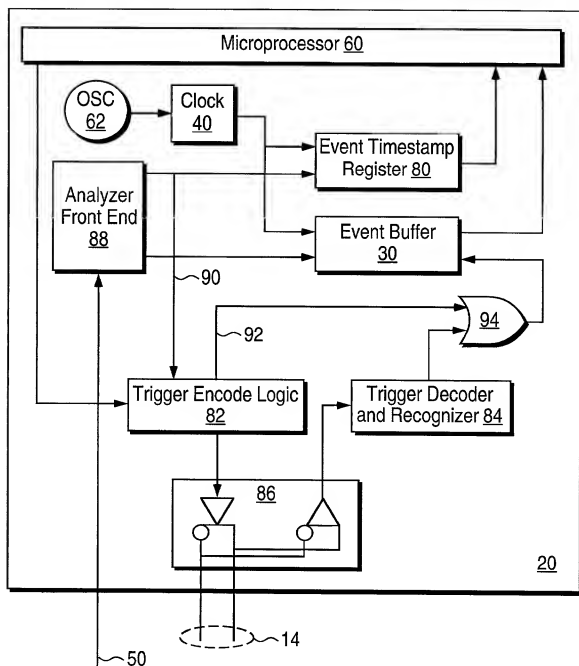 Microprocessor 60
OSC
62
Clock
40
Event Timestamp
Register 80
Analyzer
Front End
88
Event Buffer
30
90
92
94
Trigger Encode Logic
82
Trigger Decoder
and Recognizer 84
86
20
14
50